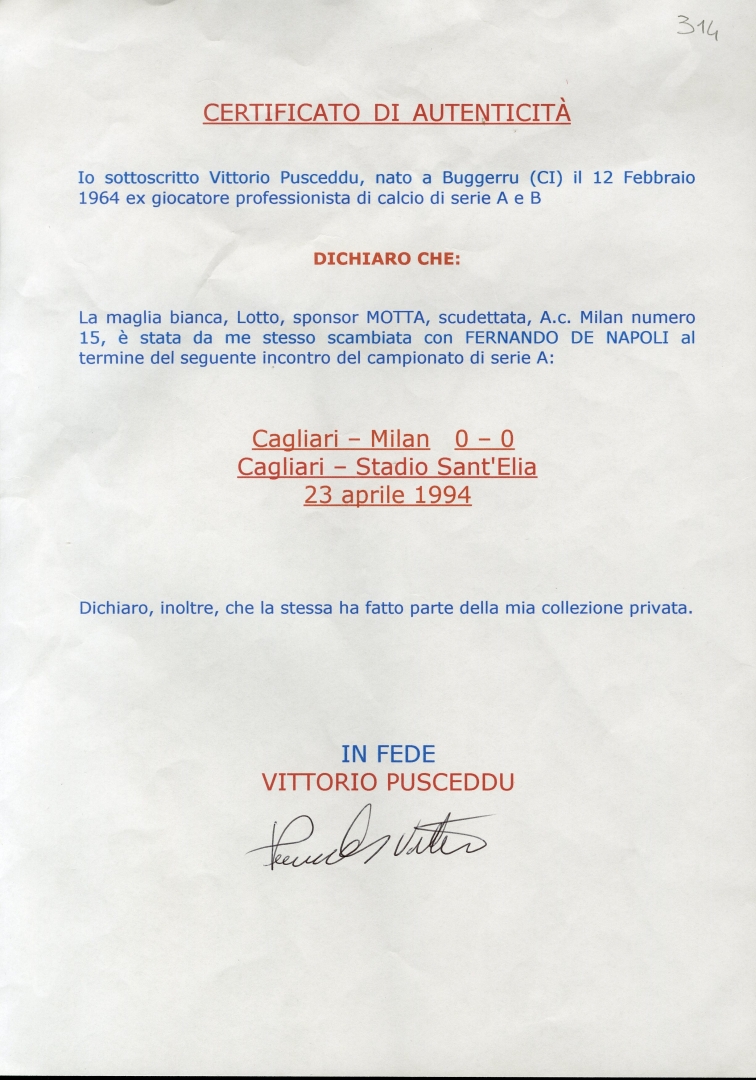 314
CERTIFICATO DI AUTENTICITÀ
Io sottoscritto Vittorio Pusceddu, nato a Buggerru (CI) il 12 Febbraio
1964 ex giocatore professionista di calcio di serie A e B
DICHIARO CHE:
La maglia bianca, Lotto, sponsor MOTTA, scudettata, A.c. Milan numero
15, è stata da me stesso scambiata con FERNANDO DE NAPOLI al
termine del seguente incontro del campionato di serie A:
Cagliari – Milan 0 – 0
Cagliari – Stadio Sant'Elia
23 aprile 1994
Dichiaro, inoltre, che la stessa ha fatto parte della mia collezione privata.
IN FEDE
VITTORIO PUSCEDDU